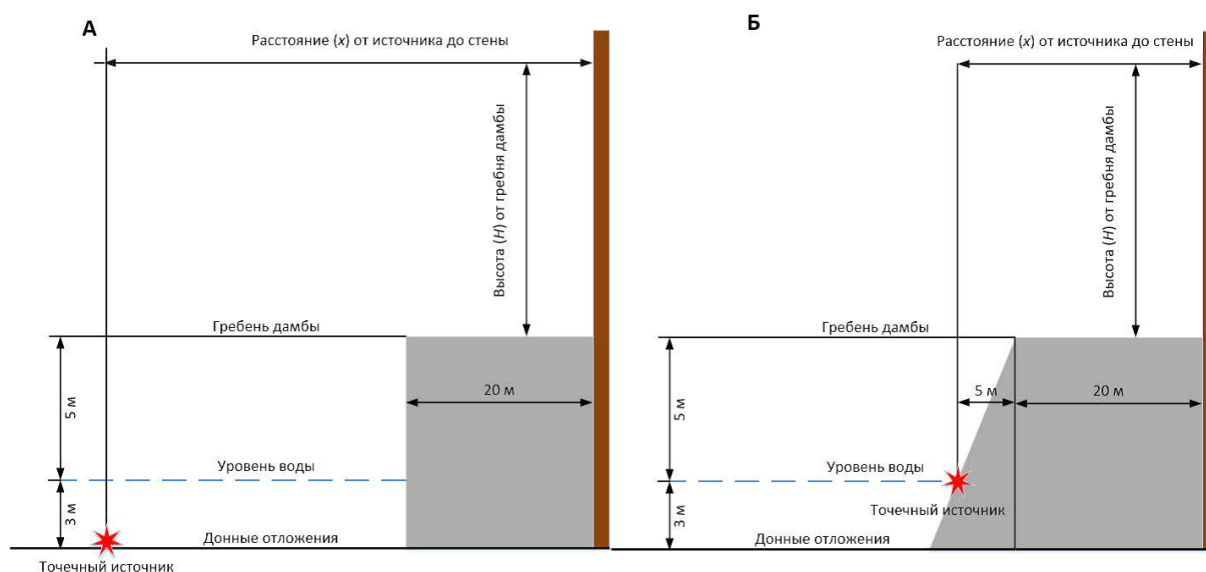 А
Расстояние (x) от источника до стены
Высота (H) от гребня дамбы
Гребень дамбы
20 м
5 м
Уровень воды
3 м
Донные отложения
Точечный источник
Б
Расстояние (x) от источника до стены
Высота (H) от гребня дамбы
Гребень дамбы
5 м
20 м
5 м
Уровень воды
Точечный источник
3 м
Донные отложения